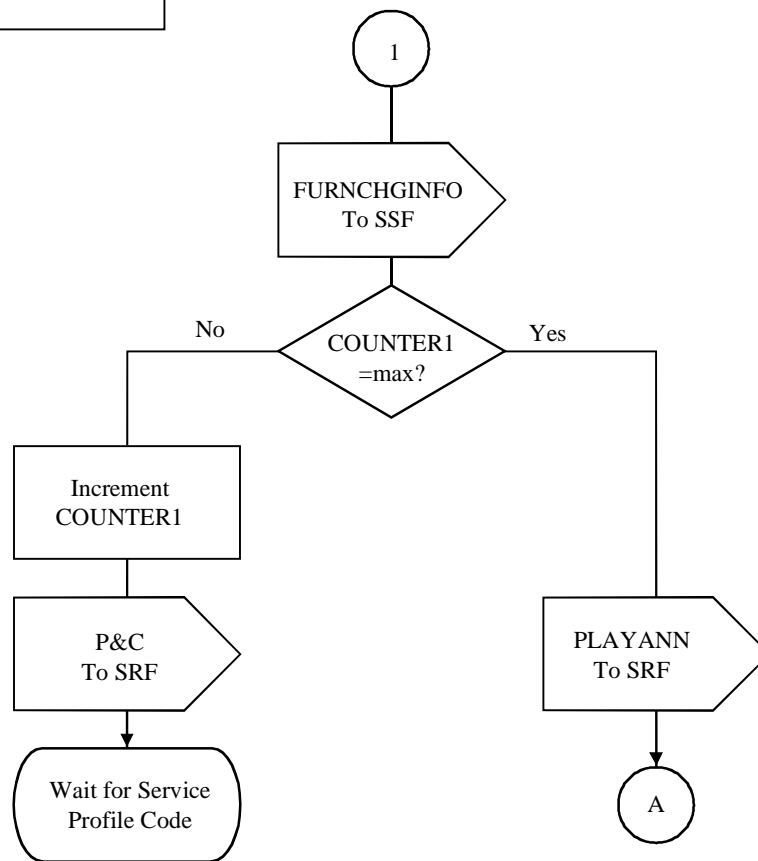 1
FURNCHGINFO
To SSF
No
Yes
COUNTER1
=max?
Increment
COUNTER1
P&C
To SRF
PLAYANN
To SRF
Wait for Service
Profile Code
A